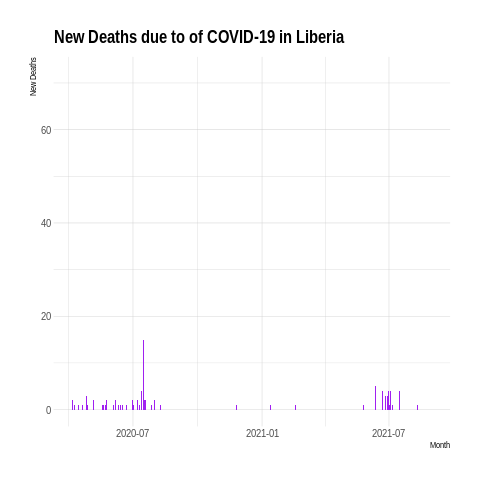 New Deaths due to of COVID-19 in Liberia
New Deaths
60
40
20
0
2020-07
2021-01
2021-07
Month